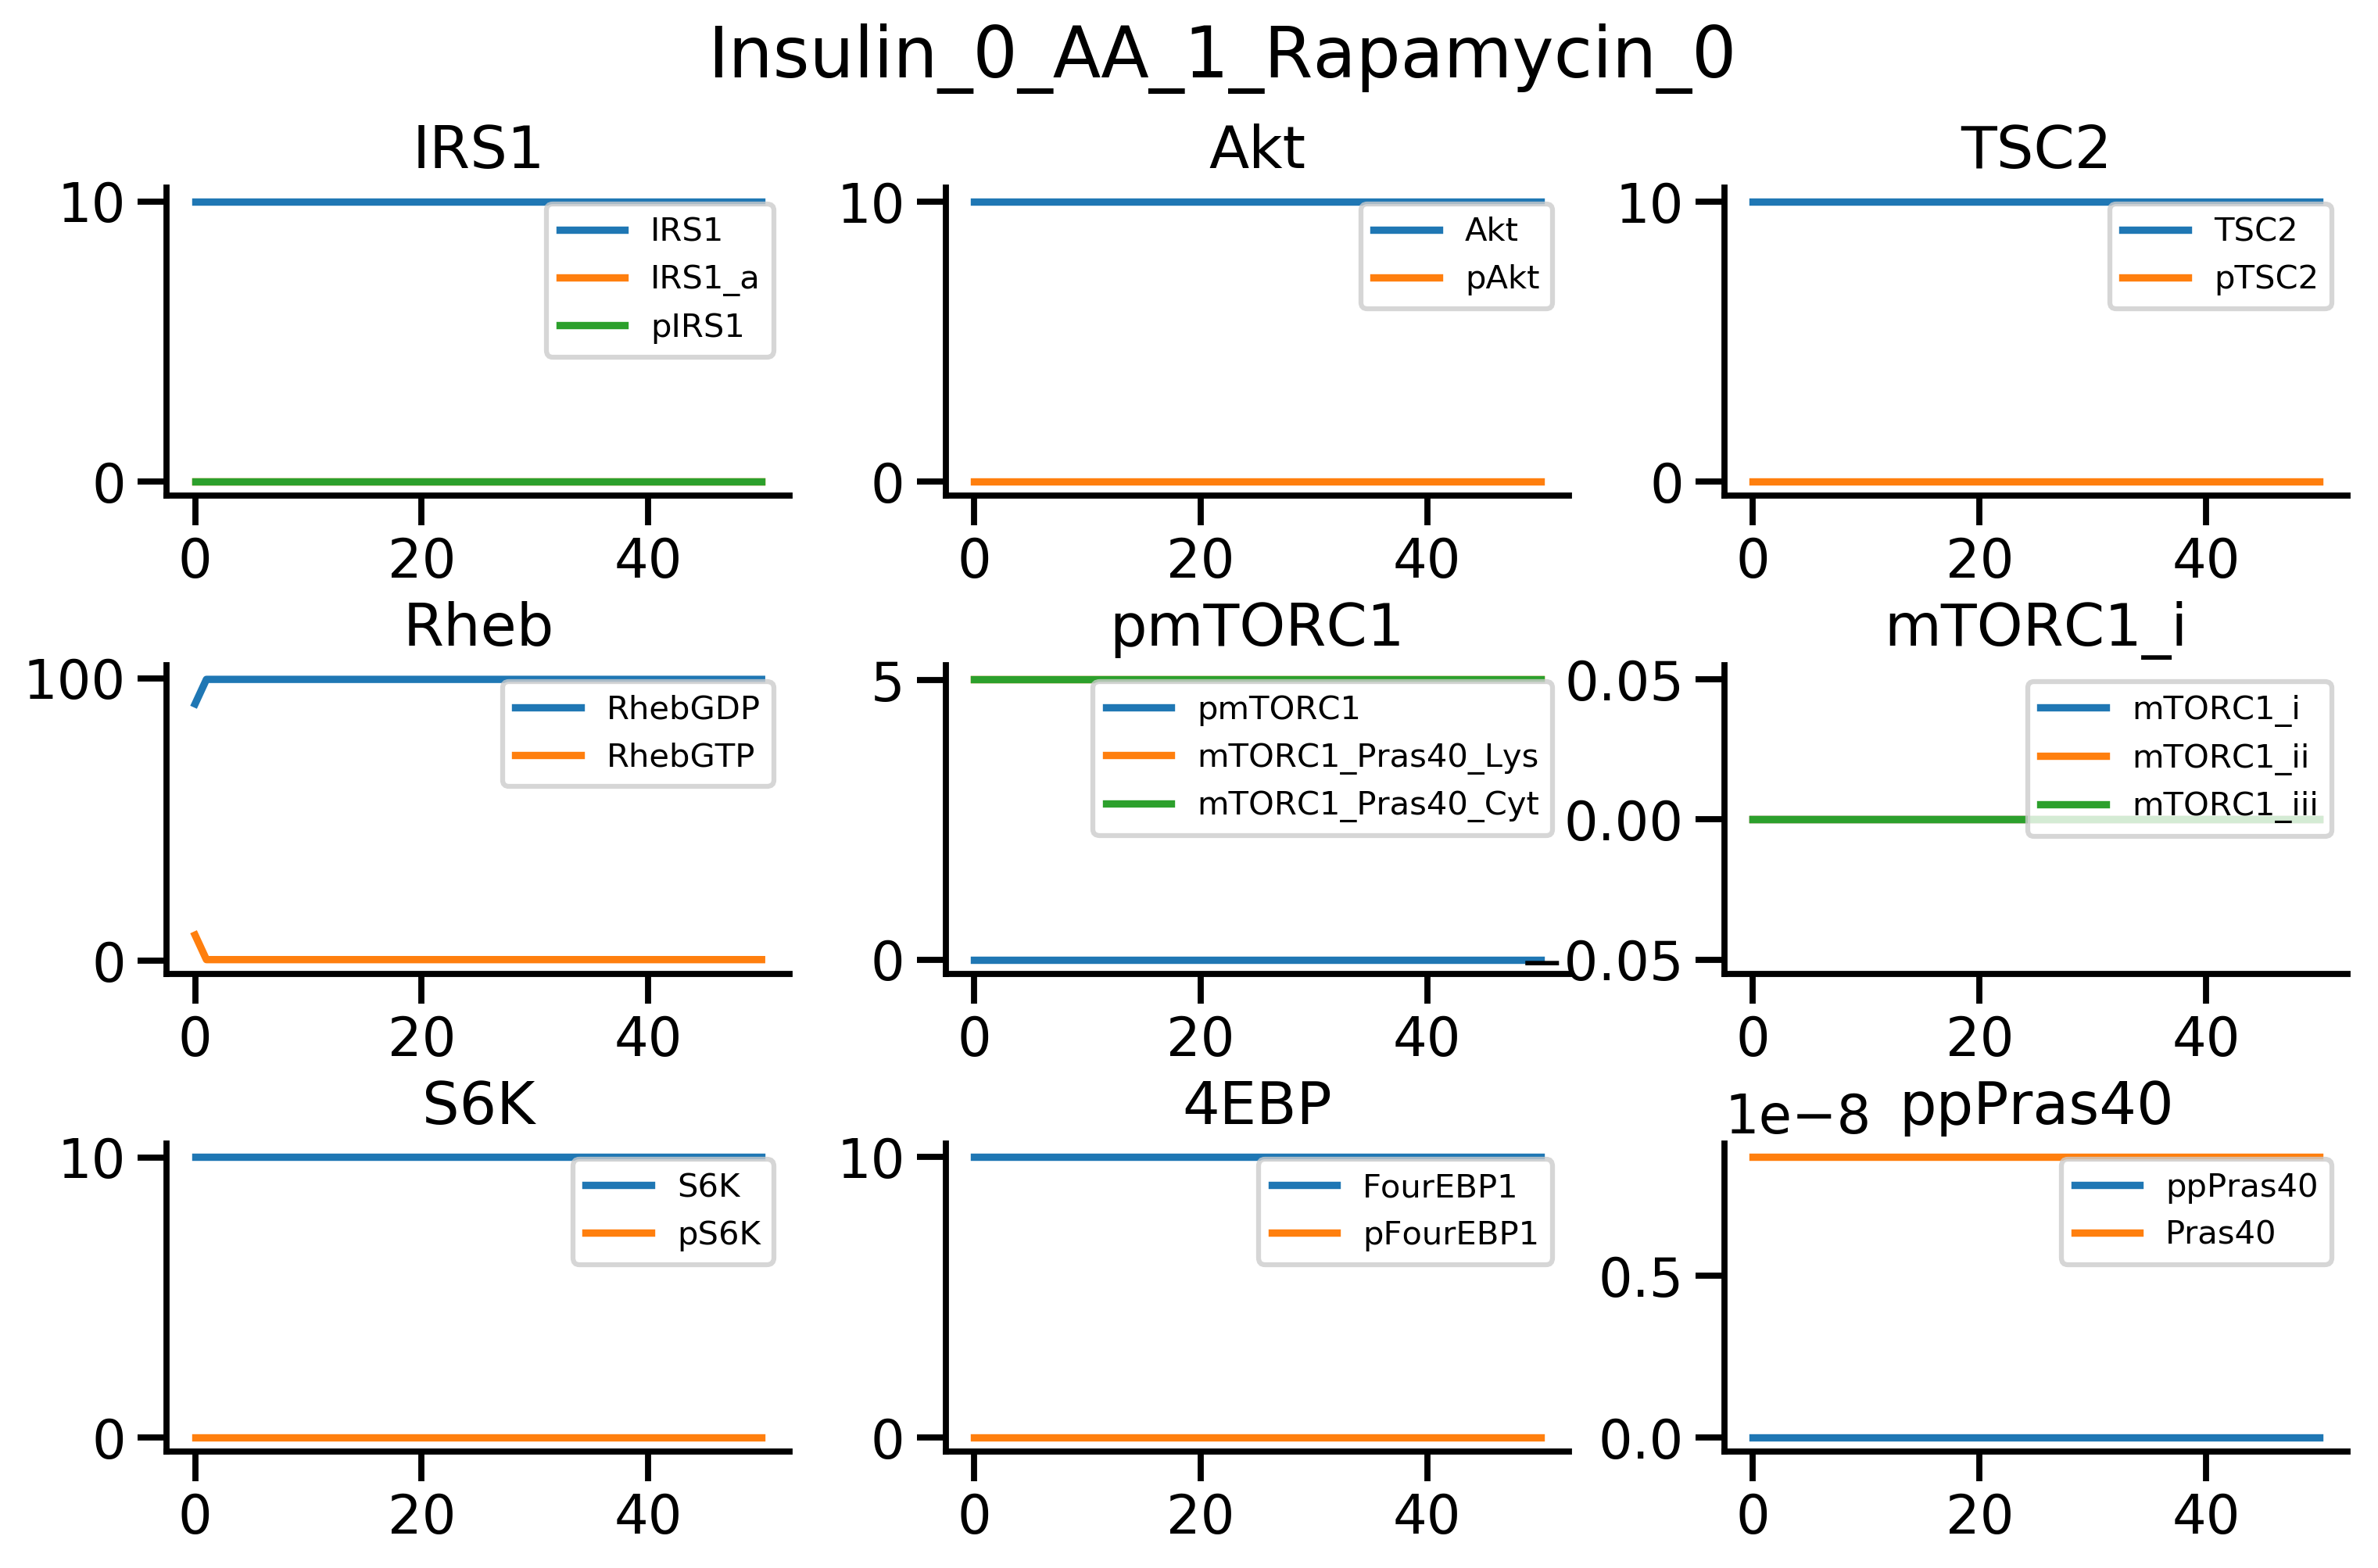 Insulin_0_AA_1_Rapamycin_0
IRS1
10
0
0 20 40
IRS1
IRS1_a
pIRS1
Akt
10
0
0 20 40
Akt
pAkt
TSC2
10
0
0 20 40
TSC2
pTSC2
Rheb
100
0
0 20 40
RhebGDP
RhebGTP
pmTORC1
5
0
0 20 40
pmTORC1
mTORC1_Pras40_Lys
mTORC1_Pras40_Cyt
mTORC1_i
0.05
0.00
−0.05
0 20 40
mTORC1_i
mTORC1_ii
mTORC1_iii
S6K
10
0
0 20 40
S6K
pS6K
4EBP
10
0
0 20 40
FourEBP1
pFourEBP1
1e−8 ppPras40
0.5
0.0
0 20 40
ppPras40
Pras40